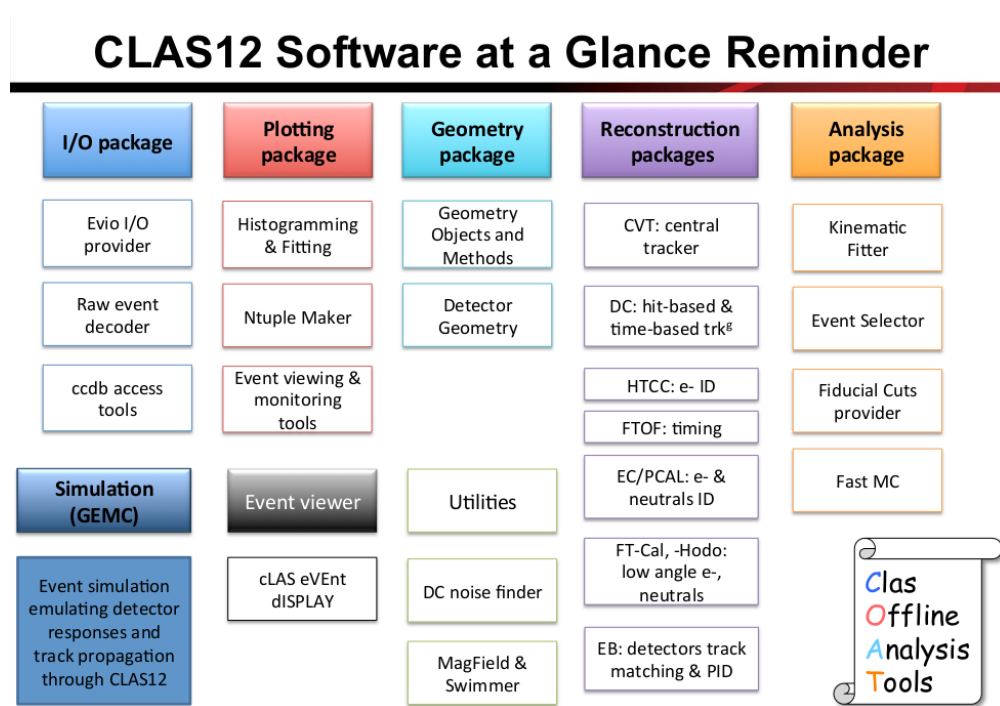 CLAS12 Software at a Glance Reminder
I/O package
Evio I/O
provider
Raw event
decoder
ccdb access
tools
Plotting
package
Histogramming
& Fitting
Ntuple Maker
Event viewing &
monitoring
tools
Geometry
package
Geometry
Objects and
Methods
Detector
Geometry
Reconstruction
packages
CVT: central
tracker
DC: hit-based &
time-based trkᵍ
HTCC: e- ID
FTOF: timing
EC/PCAL: e- &
neutrals ID
FT-Cal, -Hodo:
low angle e-,
neutrals
EB: detectors track
matching & PID
Analysis
package
Kinematic
Fitter
Event Selector
Fiducial Cuts
provider
Fast MC
Simulation
(GEMC)
Event simulation
emulating detector
responses and
track propagation
through CLAS12
Event viewer
cLAS eVEnt
dISPLAY
Utilities
DC noise finder
MagField &
Swimmer
Clas
Offline
Analysis
Tools